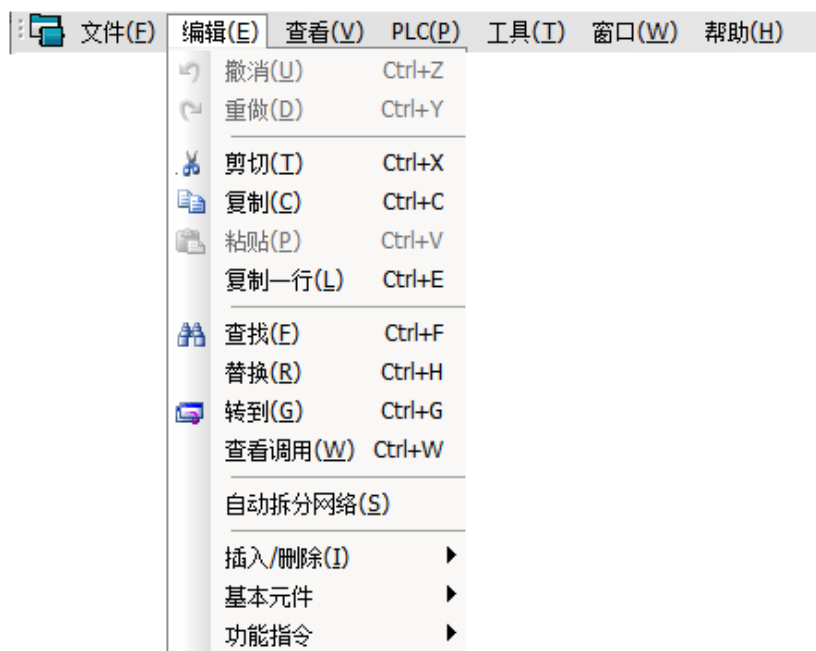 文件(F) 编辑(E) 查看(V) PLC(P) 工具(T) 窗口(W) 帮助(H)
撤消(U) Ctrl+Z
重做(D) Ctrl+Y
剪切(T) Ctrl+X
复制(C) Ctrl+C
粘贴(P) Ctrl+V
复制一行(L) Ctrl+E
查找(F) Ctrl+F
替换(R) Ctrl+H
转到(G) Ctrl+G
查看调用(W) Ctrl+W
自动拆分网络(S)
插入/删除(I)
基本元件
功能指令